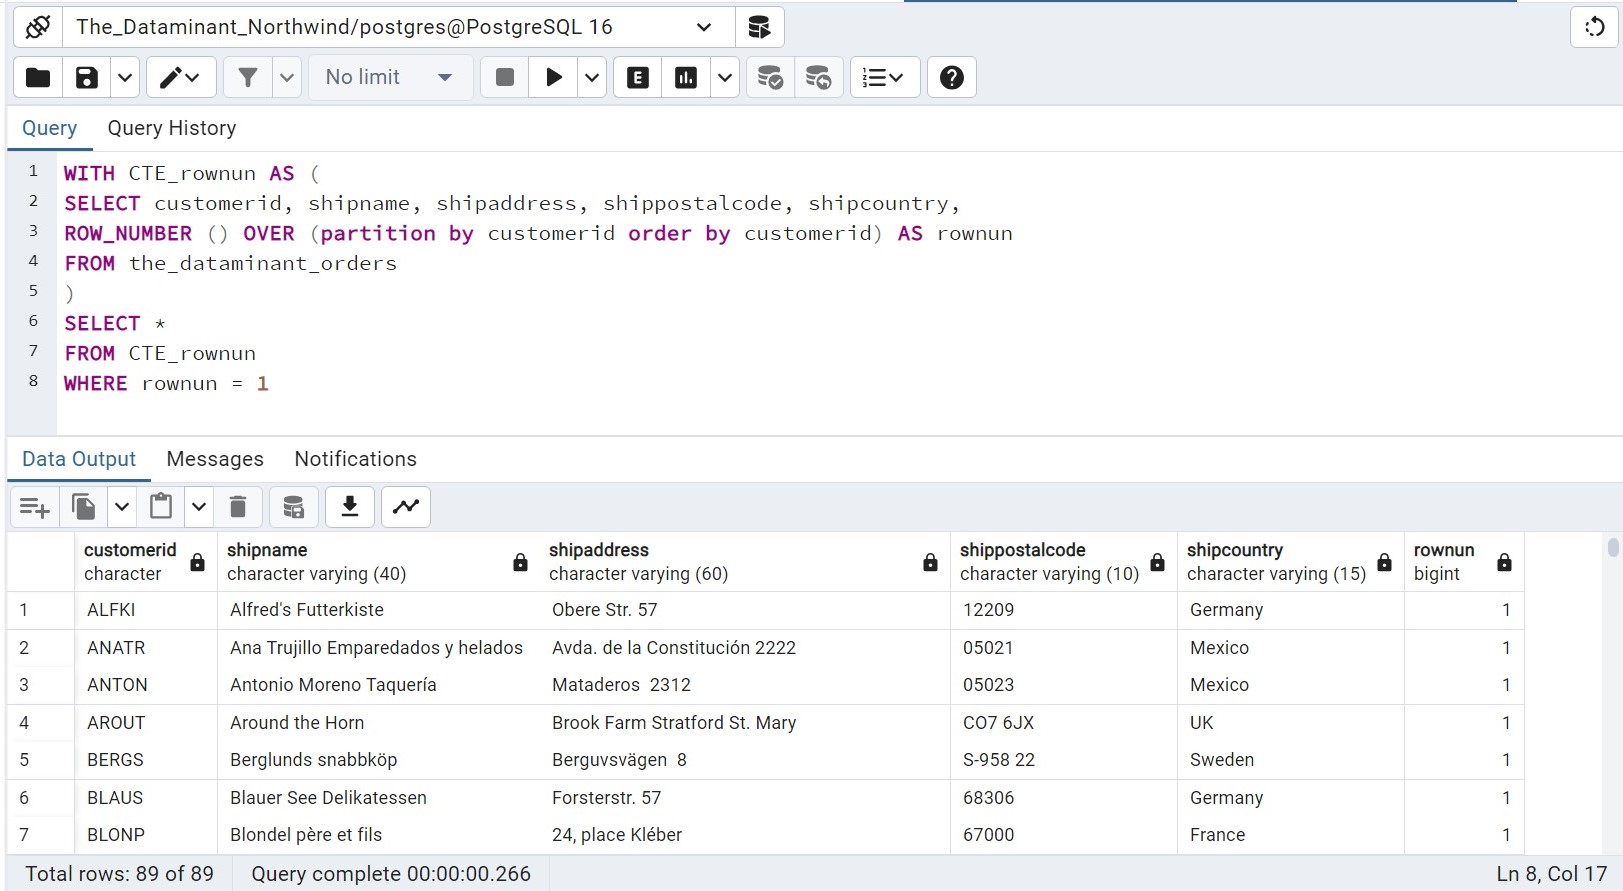 The_Dataminant_Northwind/postgres@PostgreSQL 16
No limit
E
Query Query History
1 WITH CTE_rownun AS (
2 SELECT customerid, shipname, shipaddress, shippostalcode, shipcountry,
3 ROW_NUMBER () OVER (partition by customerid order by customerid) AS rownun
4 FROM the_dataminant_orders
5 )
6 SELECT *
7 FROM CTE_rownun
8 WHERE rownun = 1
Data Output Messages Notifications
customerid shipname shipaddress shippostalcode shipcountry rownun
character character varying (40) character varying (60) character varying (10) character varying (15) bigint
1 ALFKI Alfred's Futterkiste Obere Str. 57 12209 Germany 1
2 ANATR Ana Trujillo Emparedados y helados Avda. de la Constitución 2222 05021 Mexico 1
3 ANTON Antonio Moreno Taquería Mataderos  2312 05023 Mexico 1
4 AROUT Around the Horn Brook Farm Stratford St. Mary CO7 6JX UK 1
5 BERGS Berglunds snabbköp Berguvsvägen  8 S-958 22 Sweden 1
6 BLAUS Blauer See Delikatessen Forsterstr. 57 68306 Germany 1
7 BLONP Blondel père et fils 24, place Kléber 67000 France 1
Total rows: 89 of 89 Query complete 00:00:00.266 Ln 8, Col 17